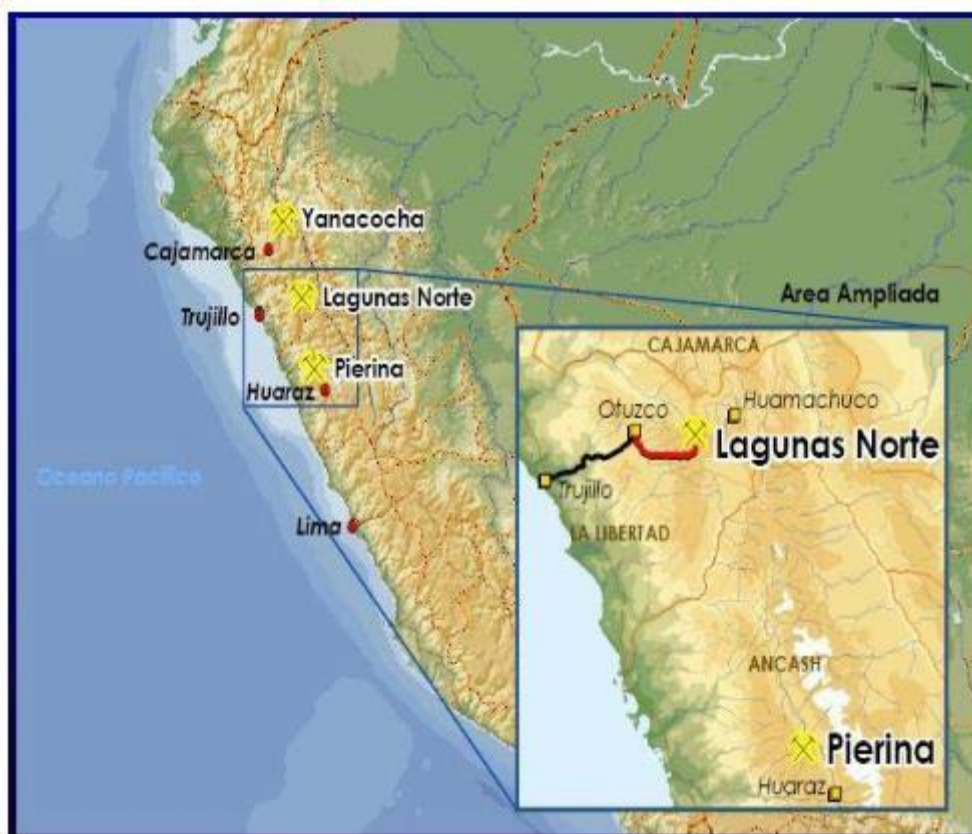 Yanacocha
Cajamarca
Lagunas Norte
Trujillo
Pierina
Huaraz
Oceano Pacifico
Lima
Area Ampliada
CAJAMARCA
Otuzco
Huamachuco
Lagunas Norte
Trujillo
LA LIBERTAD
ANCASH
Pierina
Huaraz